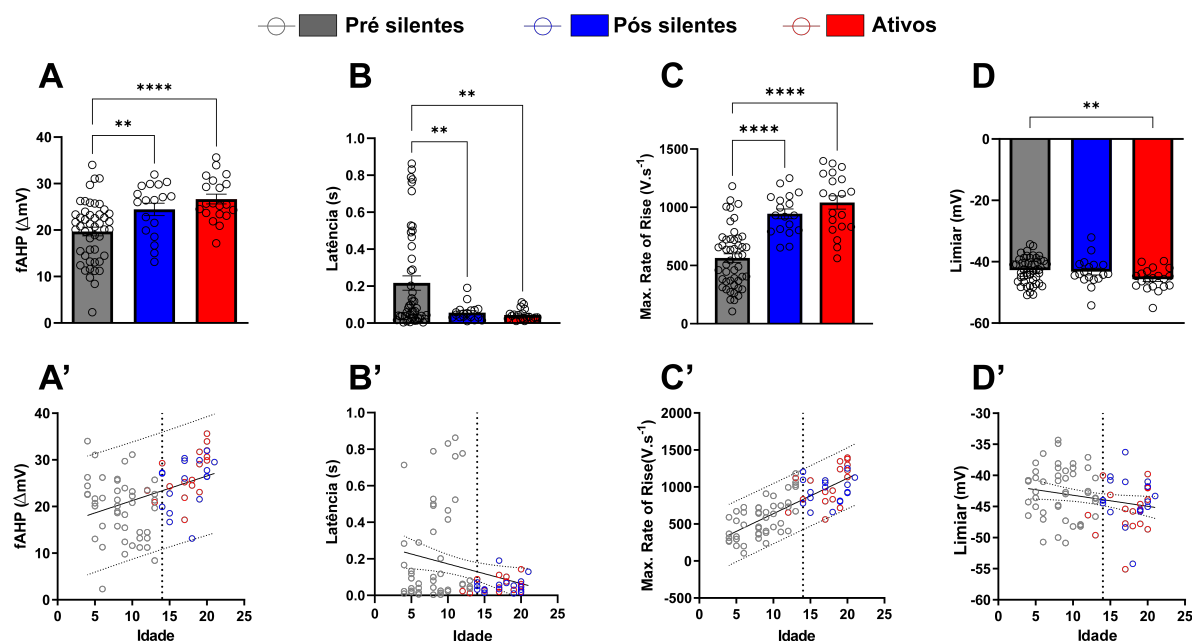 Pré silentes Pós silentes Ativos
A B C D
**** ** **** **
** ** ****
fAHP (ΔmV)
40
30
20
10
0
Latência (s)
1.0
0.8
0.6
0.4
0.2
0.0
Max. Rate of Rise (V.s-1)
1500
1000
500
0
Limiar (mV)
0
-20
-40
-60
A’ B’ C’ D’
fAHP (ΔmV)
40
30
20
10
0
0 5 10 15 20 25
Idade
Latência (s)
1.0
0.8
0.6
0.4
0.2
0.0
0 5 10 15 20 25
Idade
Max. Rate of Rise(V.s-1)
2000
1500
1000
500
0
-500
0 5 10 15 20 25
Idade
Limiar (mV)
-30
-35
-40
-45
-50
-55
-60
0 5 10 15 20 25
Idade